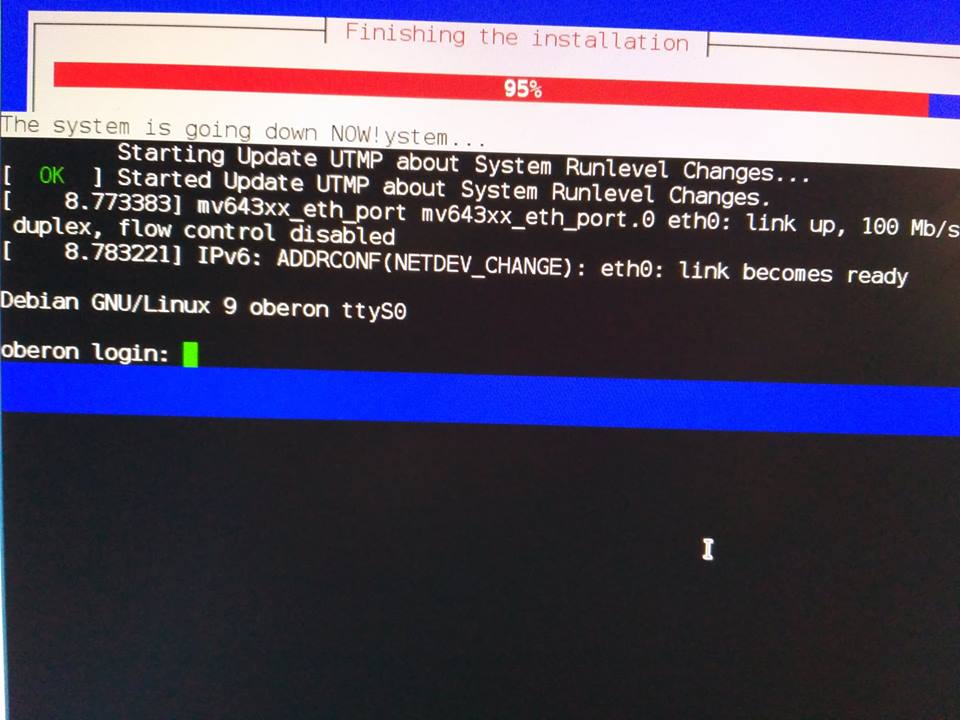 Finishing the installation
95%
The system is going down NOW!ystem...
Starting Update UTMP about System Runlevel Changes...
[ OK ] Started Update UTMP about System Runlevel Changes.
[ 8.773383] mv643xx_eth_port mv643xx_eth_port.0 eth0: link up, 100 Mb/s
duplex, flow control disabled
[ 8.783221] IPv6: ADDRCONF(NETDEV_CHANGE): eth0: link becomes ready
Debian GNU/Linux 9 oberon ttyS0
oberon login: